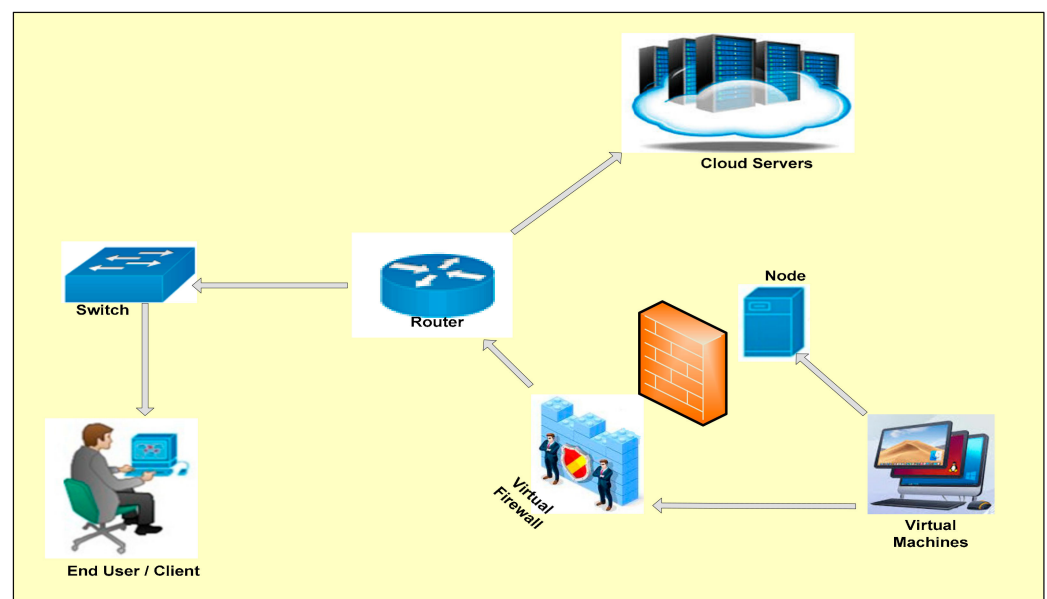 Cloud Servers
Node
Switch
Router
Virtual
Firewall
Virtual
Machines
End User / Client